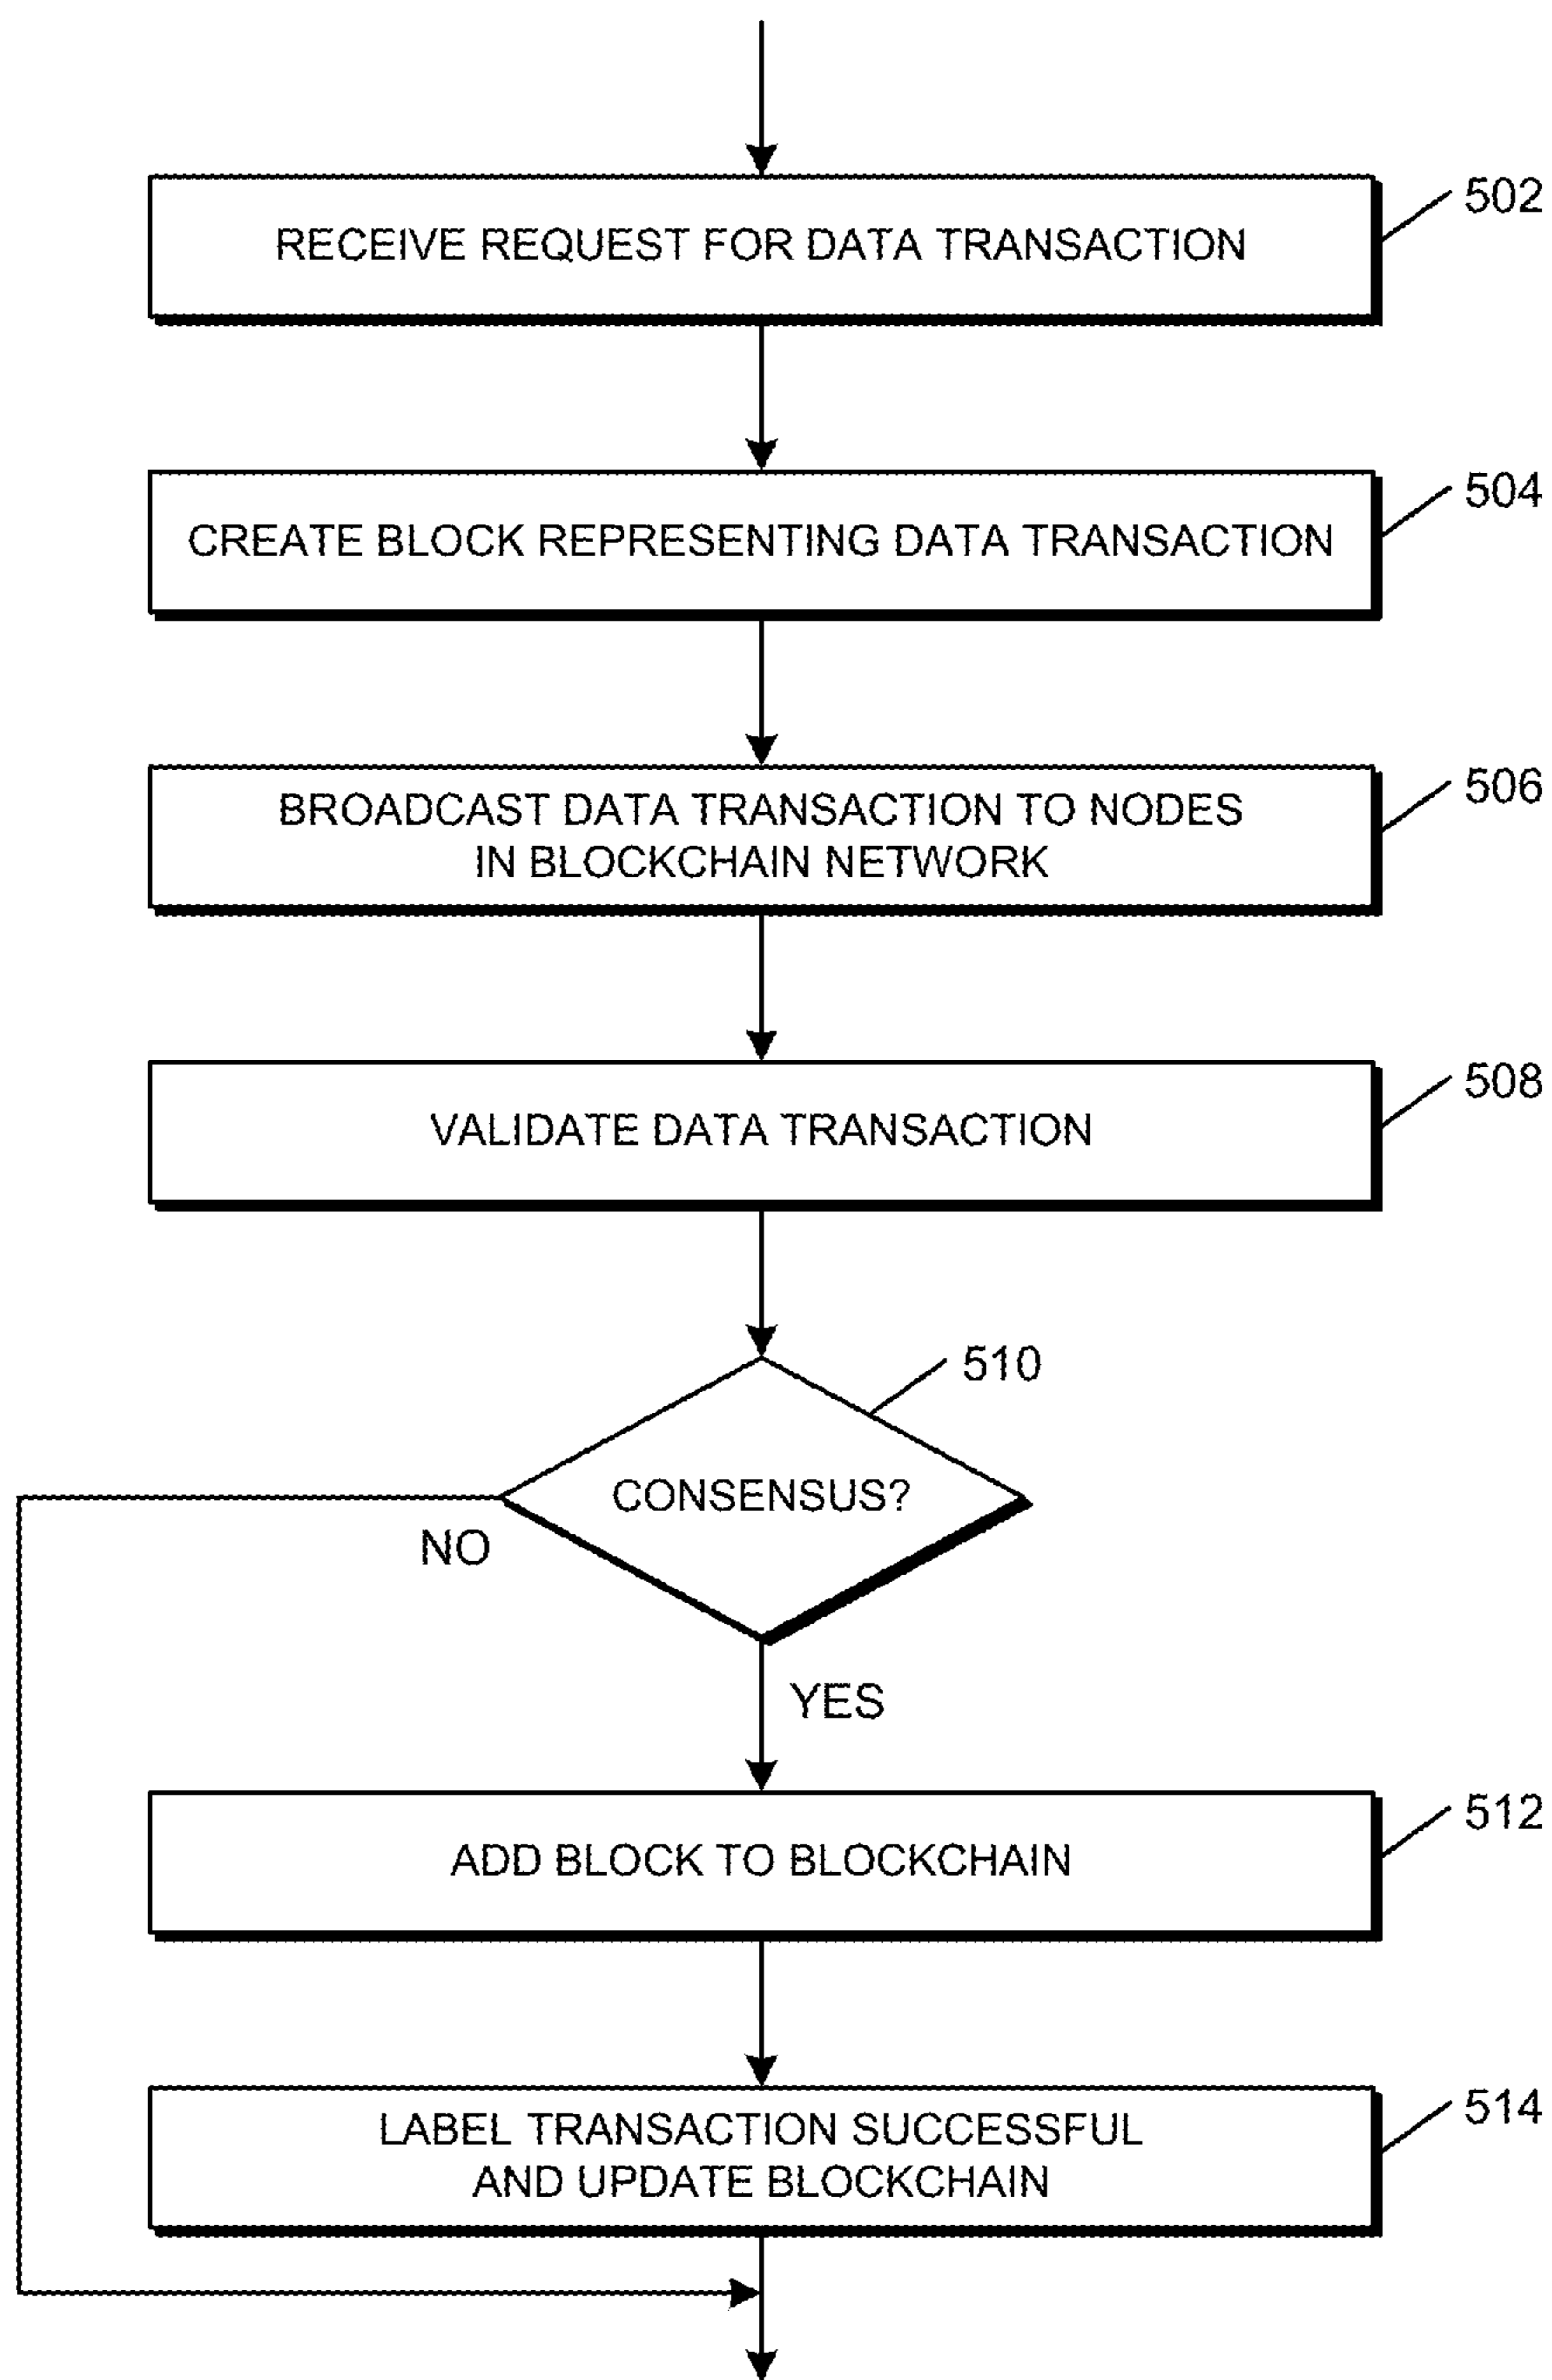 502
RECEIVE REQUEST FOR DATA TRANSACTION
504
CREATE BLOCK REPRESENTING DATA TRANSACTION
506
BROADCAST DATA TRANSACTION TO NODES
IN BLOCKCHAIN NETWORK
508
VALIDATE DATA TRANSACTION
510
CONSENSUS?
NO
YES
512
ADD BLOCK TO BLOCKCHAIN
514
LABEL TRANSACTION SUCCESSFUL
AND UPDATE BLOCKCHAIN